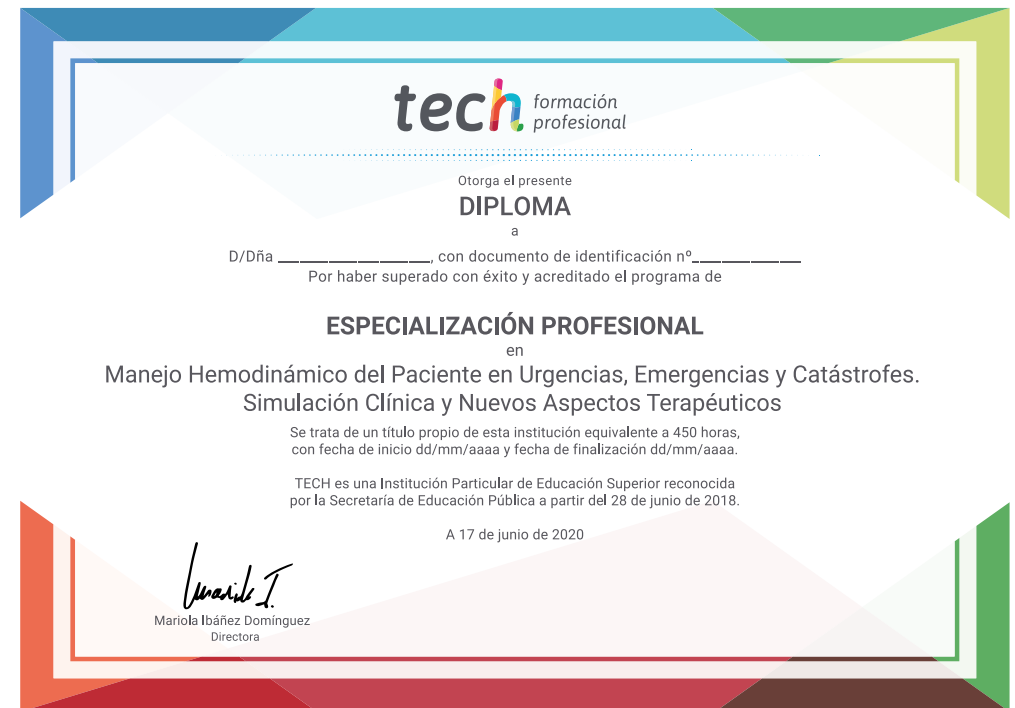 tech formación
profesional
Otorga el presente
DIPLOMA
a
D/Dña ____________________, con documento de identificación nº______________
Por haber superado con éxito y acreditado el programa de
ESPECIALIZACIÓN PROFESIONAL
en
Manejo Hemodinámico del Paciente en Urgencias, Emergencias y Catástrofes.
Simulación Clínica y Nuevos Aspectos Terapéuticos
Se trata de un título propio de esta institución equivalente a 450 horas,
con fecha de inicio dd/mm/aaaa y fecha de finalización dd/mm/aaaa.
TECH es una Institución Particular de Educación Superior reconocida
por la Secretaría de Educación Pública a partir del 28 de junio de 2018.
A 17 de junio de 2020
Mariola I.
Mariola Ibáñez Domínguez
Directora